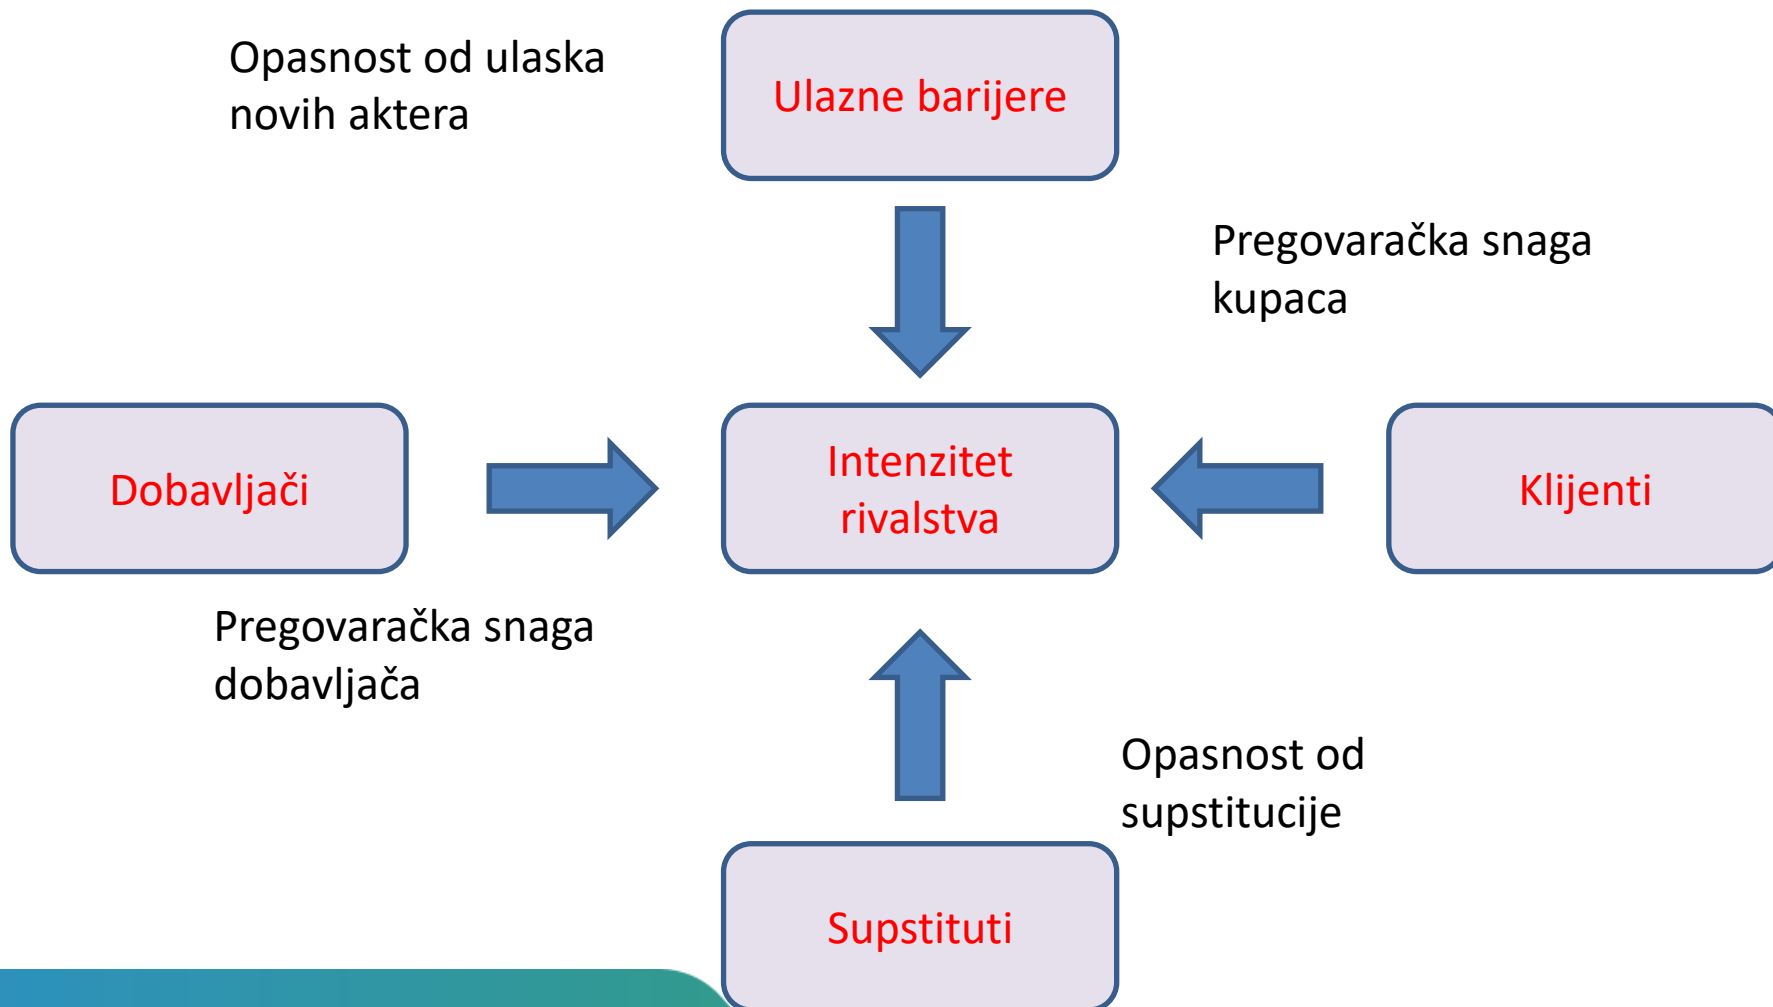 Opasnost od ulaska
novih aktera
Ulazne barijere
Pregovaračka snaga
kupaca
Dobavljači
Intenzitet
rivalstva
Klijenti
Pregovaračka snaga
dobavljača
Opasnost od
supstitucije
Supstituti